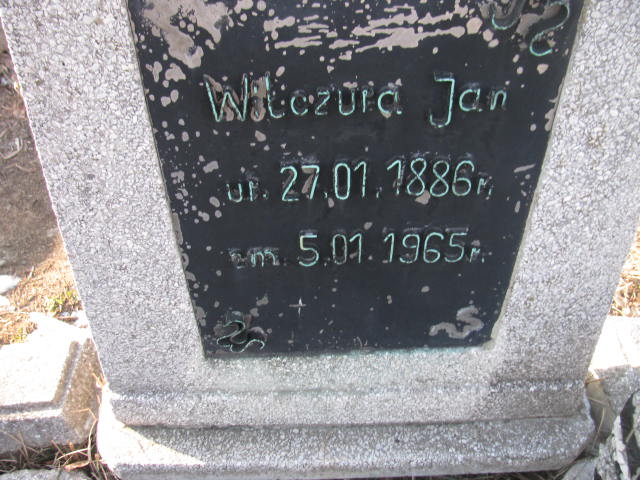 Wilczura Jan
ur. 27.01.1886r.
zm. 5.01.1965r.